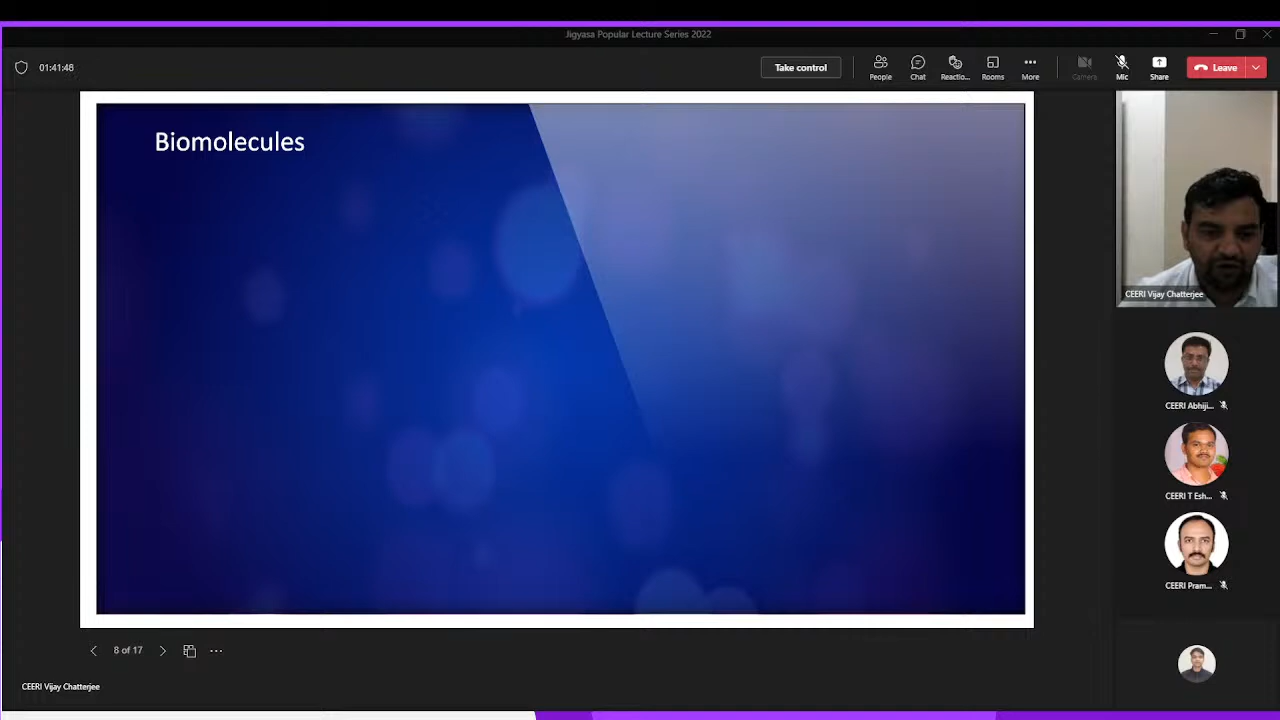 Jigyasa Popular Lecture Series 2022
01:41:48
Take control
People
Chat
Reactio...
Rooms
More
Camera
Mic
Share
Leave
Biomolecules
CEERI Vijay Chatterjee
CEERI Abhiji...
CEERI T Esh...
CEERI Pram...
8 of 17
CEERI Vijay Chatterjee